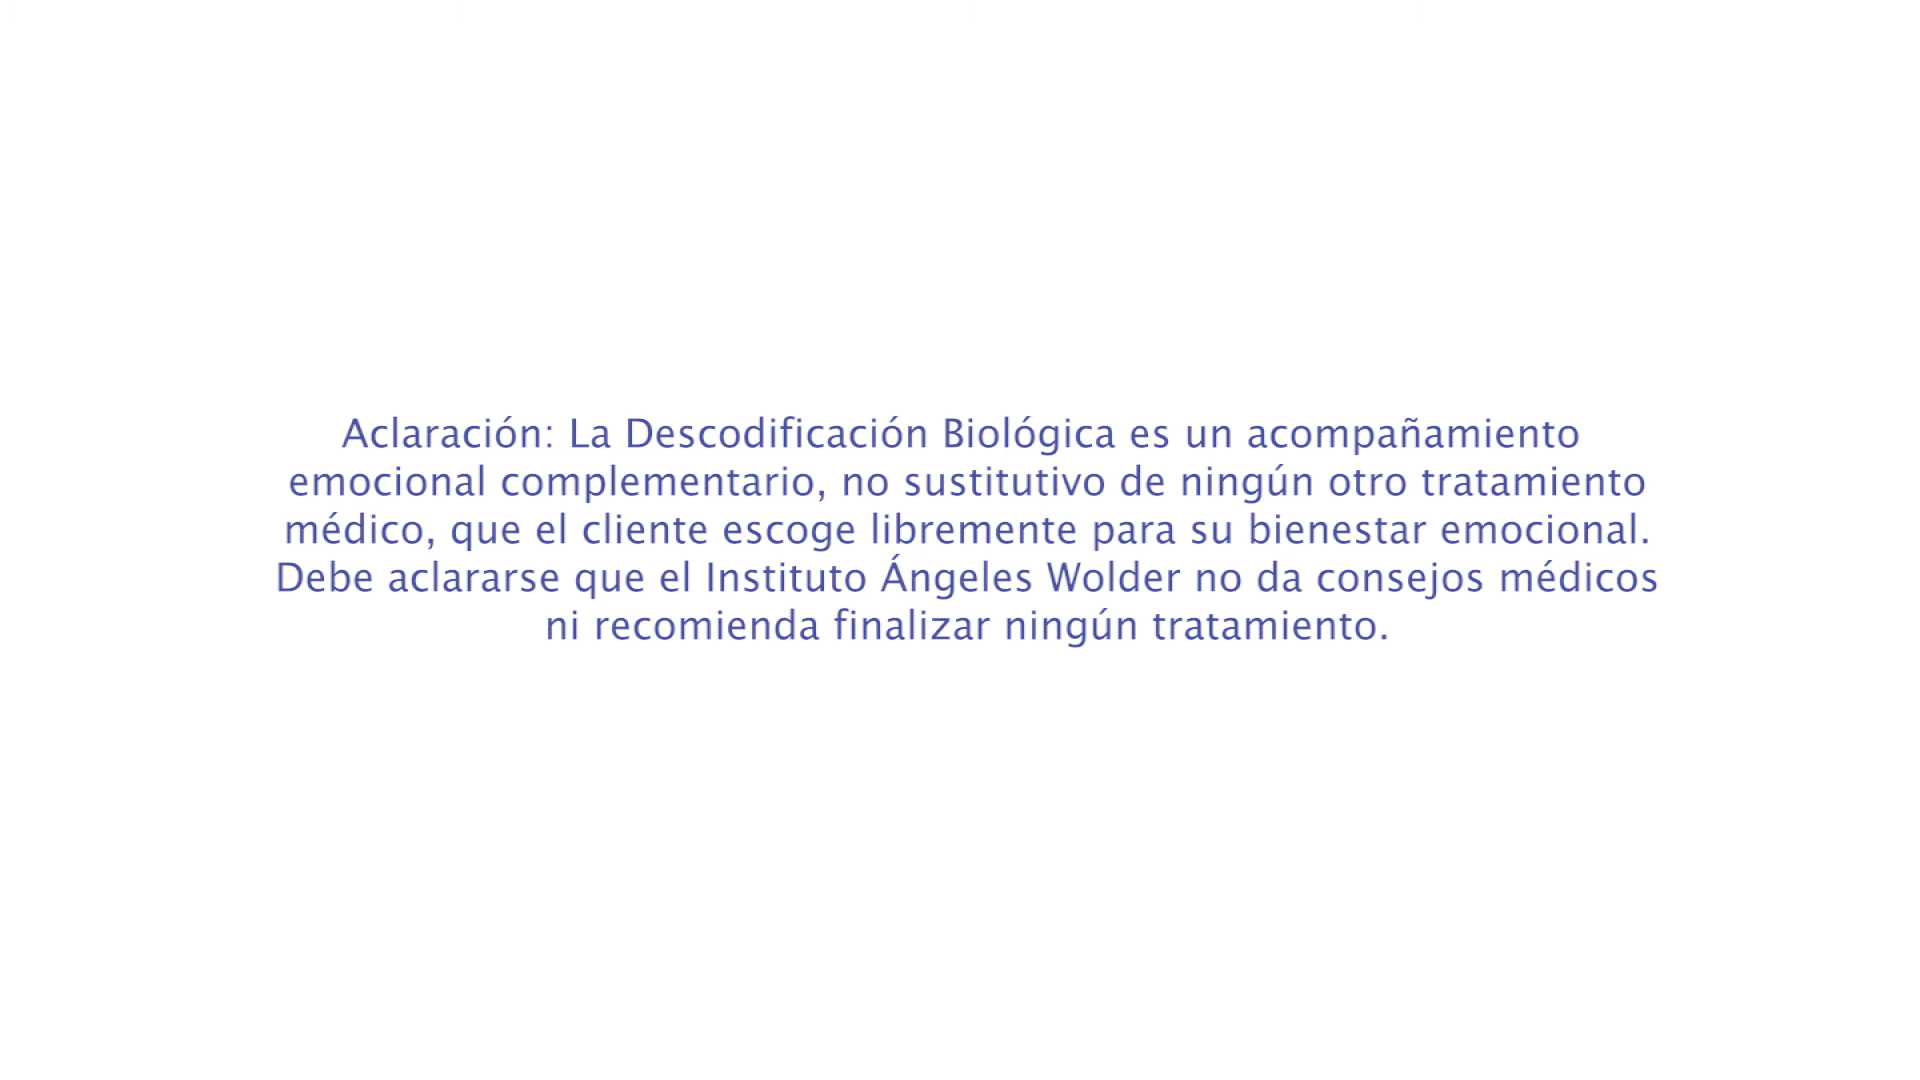 Aclaración: La Descodificación Biológica es un acompañamiento
emocional complementario, no sustitutivo de ningún otro tratamiento
médico, que el cliente escoge libremente para su bienestar emocional.
Debe aclararse que el Instituto Ángeles Wolder no da consejos médicos
ni recomienda finalizar ningún tratamiento.